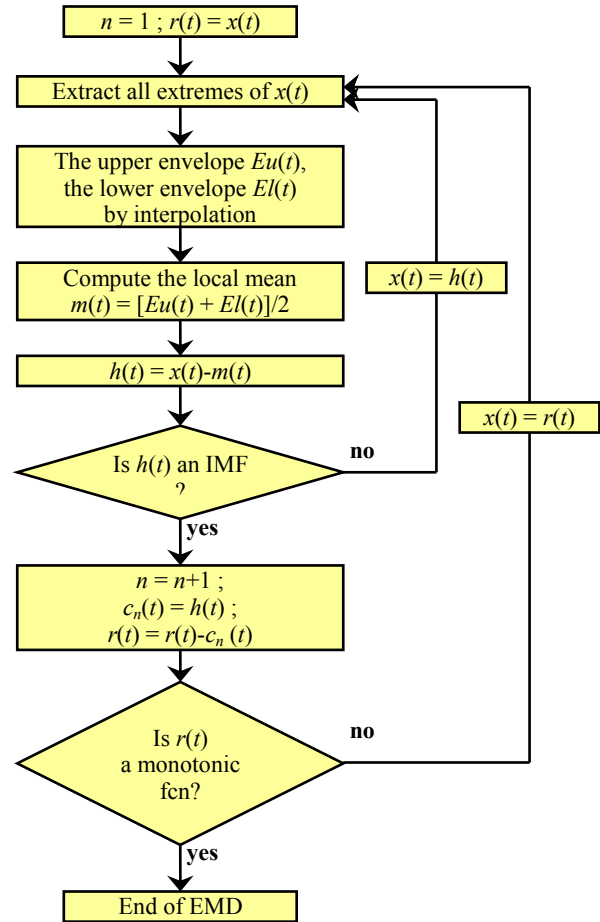 n = 1 ; r(t) = x(t)
Extract all extremes of x(t)
The upper envelope Eu(t),
the lower envelope El(t)
by interpolation
Compute the local mean
m(t) = [Eu(t) + El(t)]/2
x(t) = h(t)
h(t) = x(t)-m(t)
x(t) = r(t)
Is h(t) an IMF
?
no
yes
n = n+1 ;
cₙ(t) = h(t) ;
r(t) = r(t)-cₙ (t)
Is r(t)
a monotonic
fcn?
no
yes
End of EMD